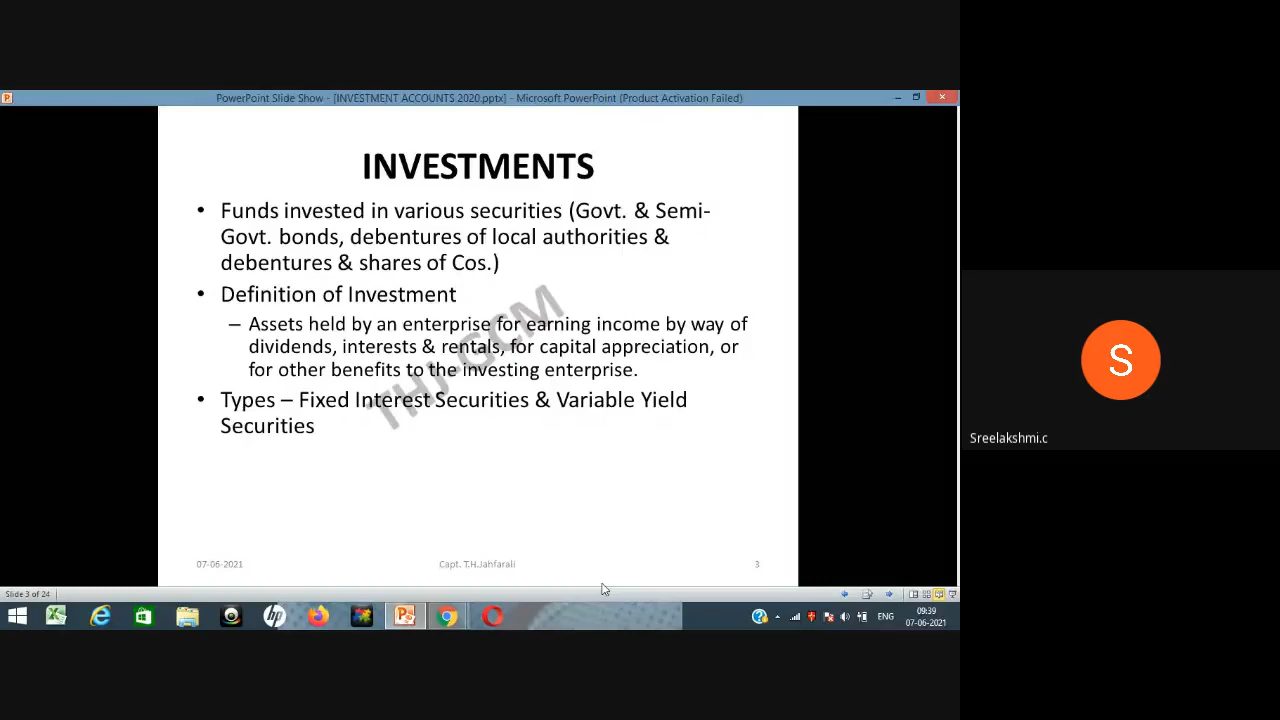 PowerPoint Slide Show - [INVESTMENT ACCOUNTS 2020.pptx] - Microsoft PowerPoint (Product Activation Failed)
INVESTMENTS
• Funds invested in various securities (Govt. & Semi-
Govt. bonds, debentures of local authorities &
debentures & shares of Cos.)
• Definition of Investment
– Assets held by an enterprise for earning income by way of
dividends, interests & rentals, for capital appreciation, or
for other benefits to the investing enterprise.
• Types – Fixed Interest Securities & Variable Yield
Securities
THJ-GCM
07-06-2021 Capt. T.H.Jahfarali 3
Slide 3 of 24
ENG
09:39
07-06-2021
S
Sreelakshmi.c